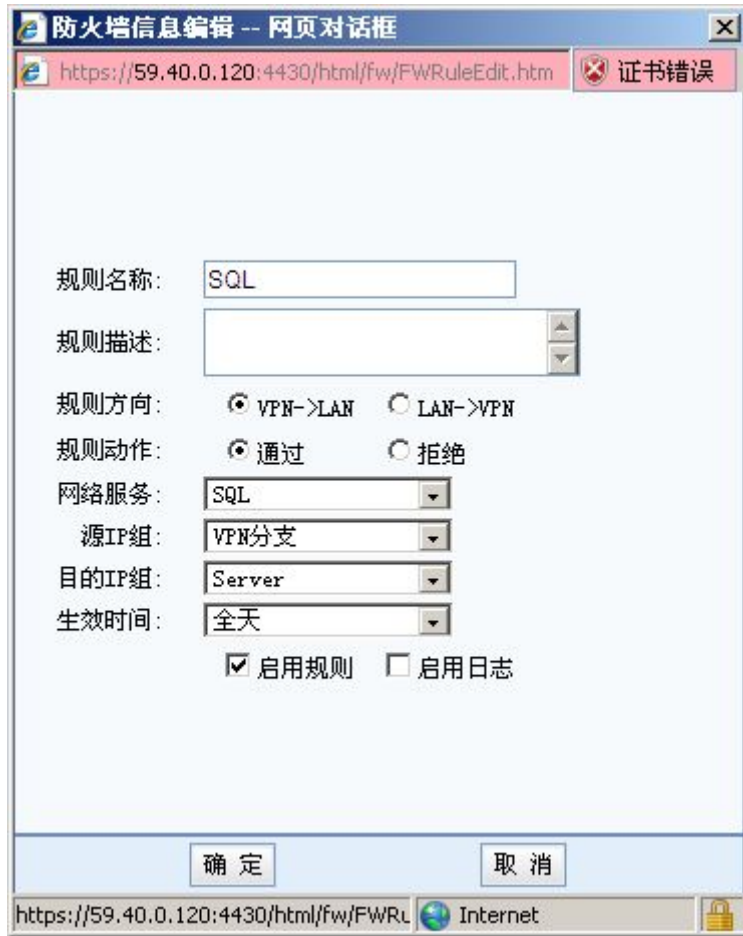 防火墙信息编辑 -- 网页对话框
https://59.40.0.120:4430/html/fw/FWRuleEdit.htm 证书错误
规则名称: SQL
规则描述:
规则方向: VPN->LAN LAN->VPN
规则动作: 通过 拒绝
网络服务: SQL
源IP组: VPN分支
目的IP组: Server
生效时间: 全天
启用规则 启用日志
确 定 取 消
https://59.40.0.120:4430/html/fw/FWRu Internet